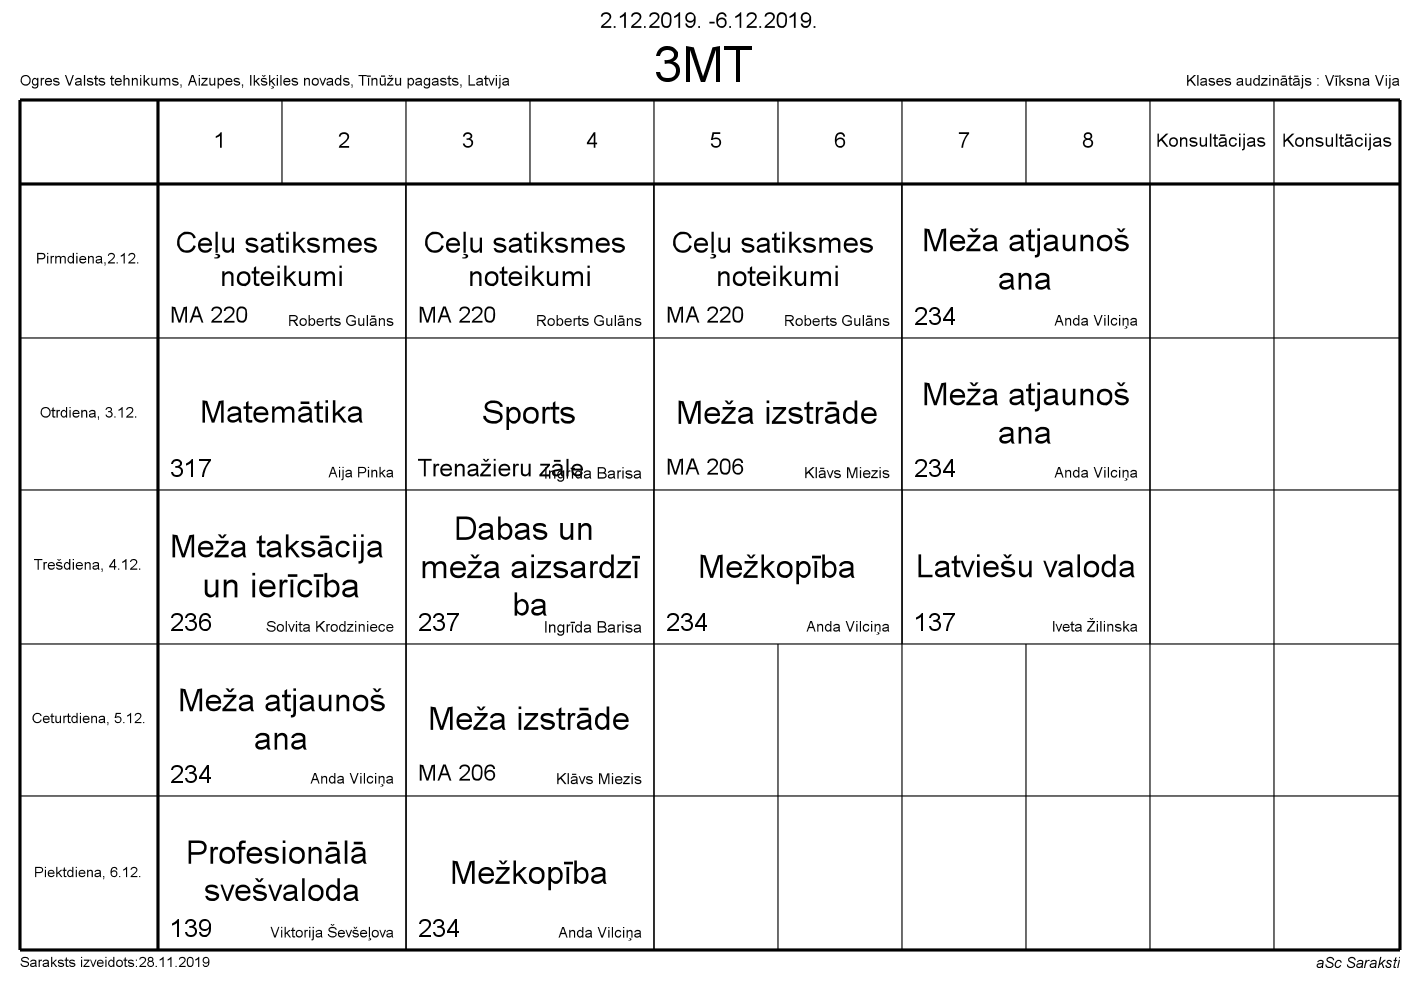 2.12.2019. -6.12.2019.
3MT
Ogres Valsts tehnikums, Aizupes, Ikšķiles novads, Tīnūžu pagasts, Latvija
Klases audzinātājs : Vīksna Vija
1 2 3 4 5 6 7 8 Konsultācijas Konsultācijas
Pirmdiena,2.12.
Ceļu satiksmes
noteikumi
MA 220 Roberts Gulāns
Ceļu satiksmes
noteikumi
MA 220 Roberts Gulāns
Ceļu satiksmes
noteikumi
MA 220 Roberts Gulāns
Meža atjaunoš
ana
234 Anda Vilciņa
Otrdiena, 3.12.
Matemātika
317 Aija Pinka
Sports
Trenažieru zāle Ingrīda Barisa
Meža izstrāde
MA 206 Klāvs Miezis
Meža atjaunoš
ana
234 Anda Vilciņa
Trešdiena, 4.12.
Meža taksācija
un ierīcība
236 Solvita Krodziniece
Dabas un
meža aizsardzī
ba
237 Ingrīda Barisa
Mežkopība
234 Anda Vilciņa
Latviešu valoda
137 Iveta Žilinska
Ceturtdiena, 5.12.
Meža atjaunoš
ana
234 Anda Vilciņa
Meža izstrāde
MA 206 Klāvs Miezis
Piektdiena, 6.12.
Profesionālā
svešvaloda
139 Viktorija Ševšeļova
Mežkopība
234 Anda Vilciņa
Saraksts izveidots:28.11.2019
aSc Saraksti